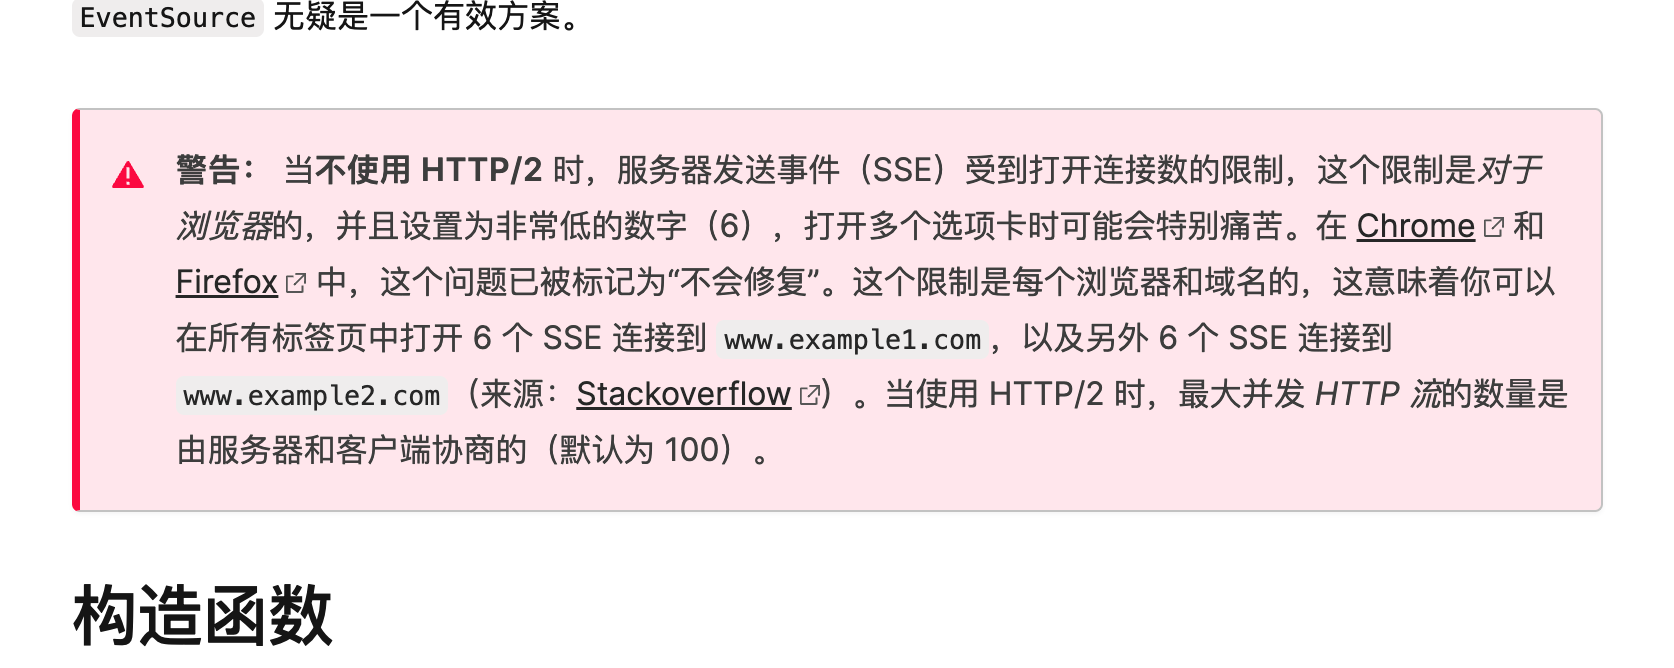 EventSource 无疑是一个有效方案。
警告： 当不使用 HTTP/2 时，服务器发送事件（SSE）受到打开连接数的限制，这个限制是对于
浏览器的，并且设置为非常低的数字（6），打开多个选项卡时可能会特别痛苦。在 Chrome 和
Firefox 中，这个问题已被标记为“不会修复”。这个限制是每个浏览器和域名的，这意味着你可以
在所有标签页中打开 6 个 SSE 连接到 www.example1.com，以及另外 6 个 SSE 连接到
www.example2.com（来源：Stackoverflow）。当使用 HTTP/2 时，最大并发 HTTP 流的数量是
由服务器和客户端协商的（默认为 100）。
构造函数